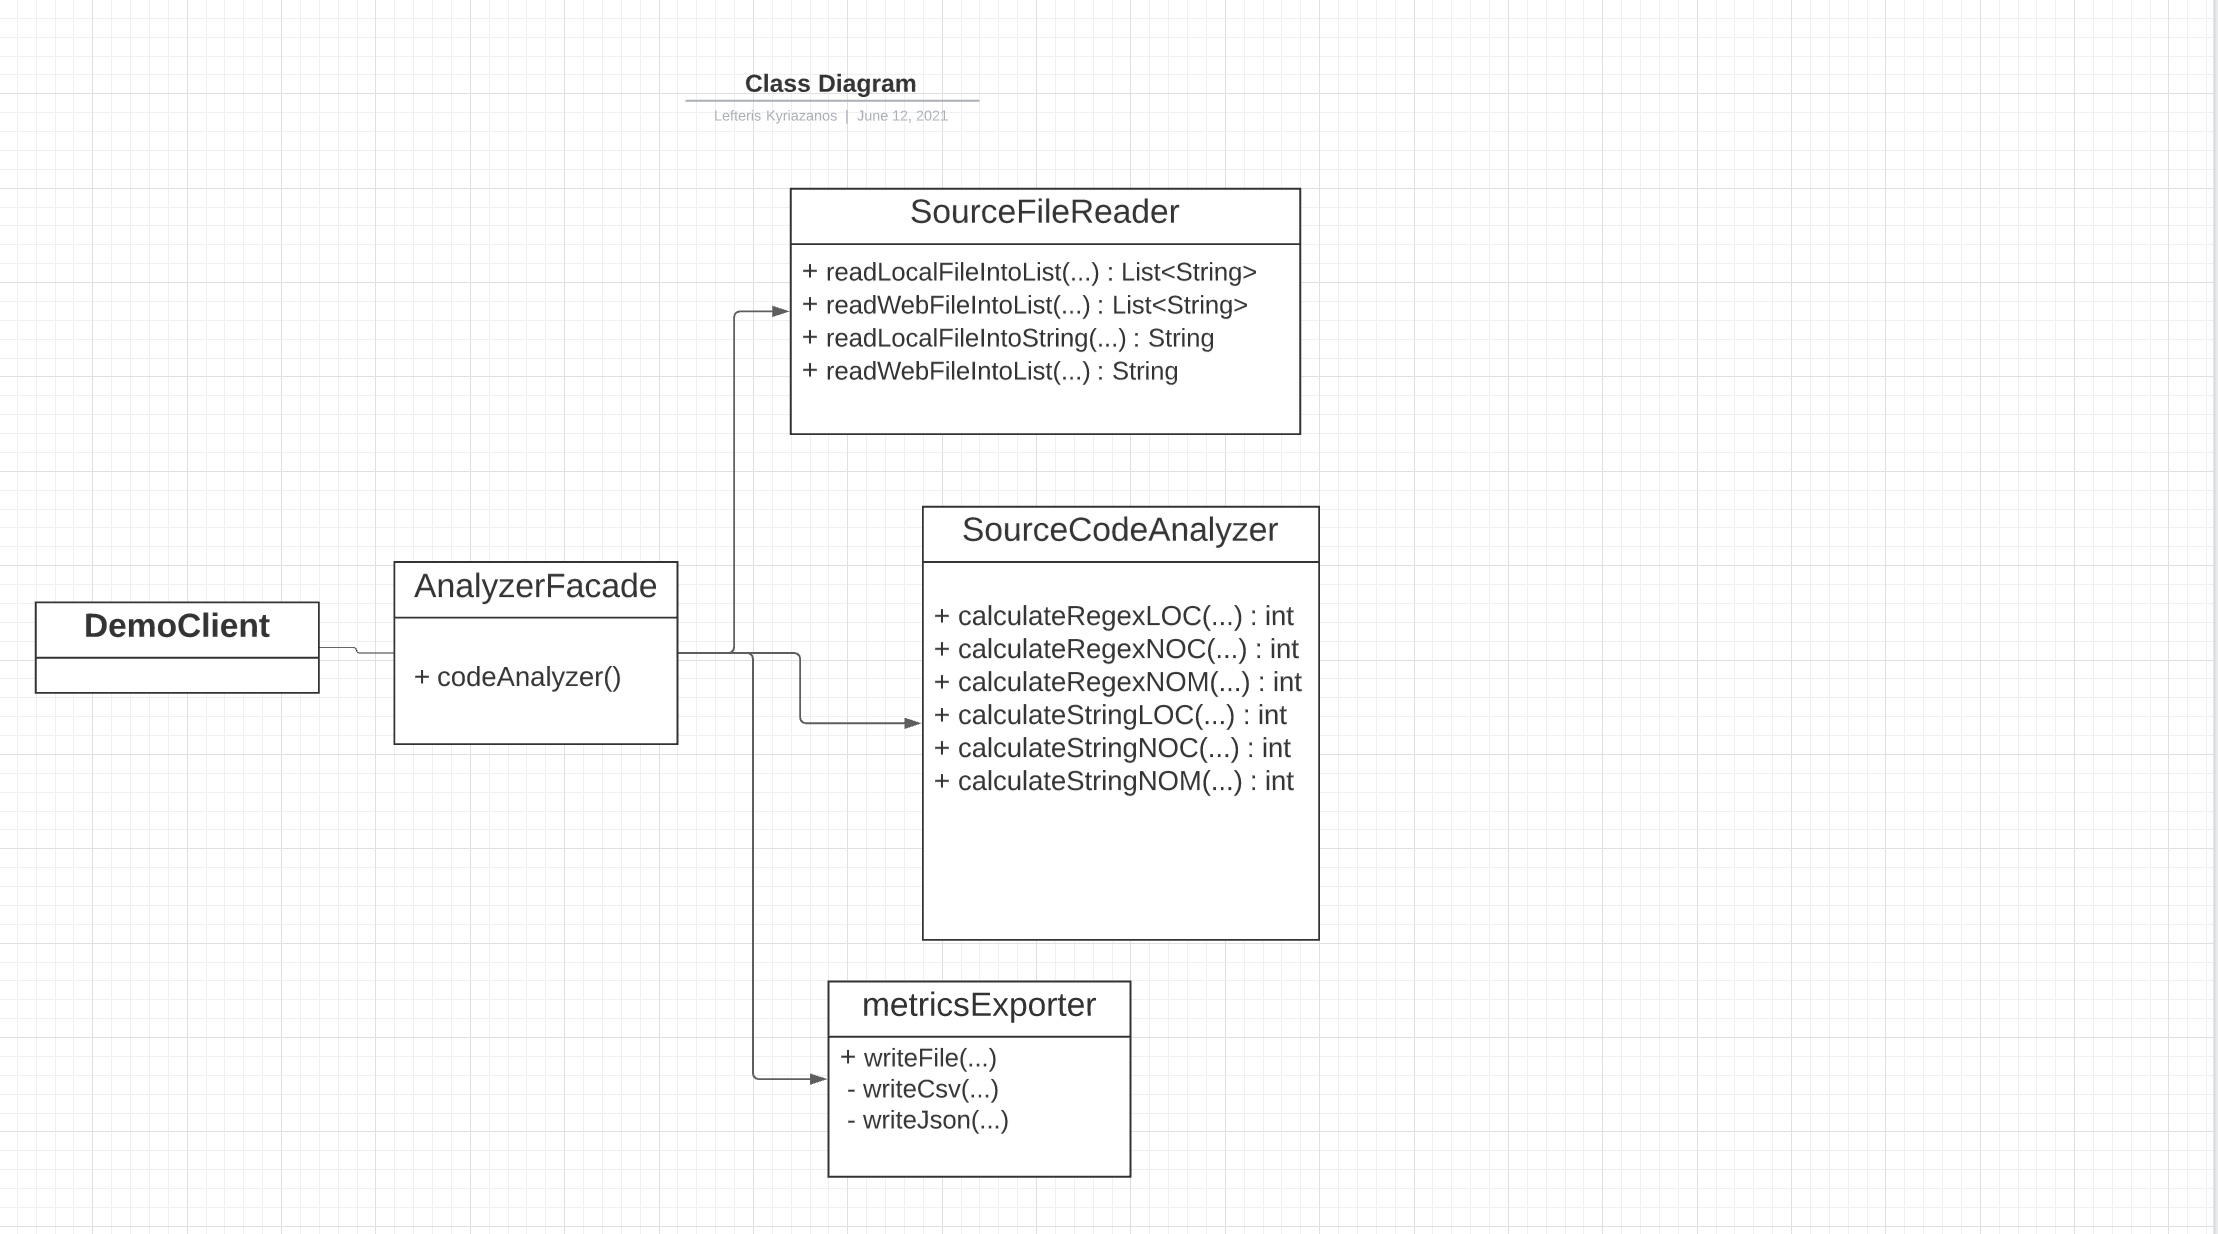 Class Diagram
Lefteris Kyriazanos | June 12, 2021
SourceFileReader
+ readLocalFileIntoList(...) : List<String>
+ readWebFileIntoList(...) : List<String>
+ readLocalFileIntoString(...) : String
+ readWebFileIntoList(...) : String
SourceCodeAnalyzer
+ calculateRegexLOC(...) : int
+ calculateRegexNOC(...) : int
+ calculateRegexNOM(...) : int
+ calculateStringLOC(...) : int
+ calculateStringNOC(...) : int
+ calculateStringNOM(...) : int
AnalyzerFacade
+ codeAnalyzer()
DemoClient
metricsExporter
+ writeFile(...)
- writeCsv(...)
- writeJson(...)